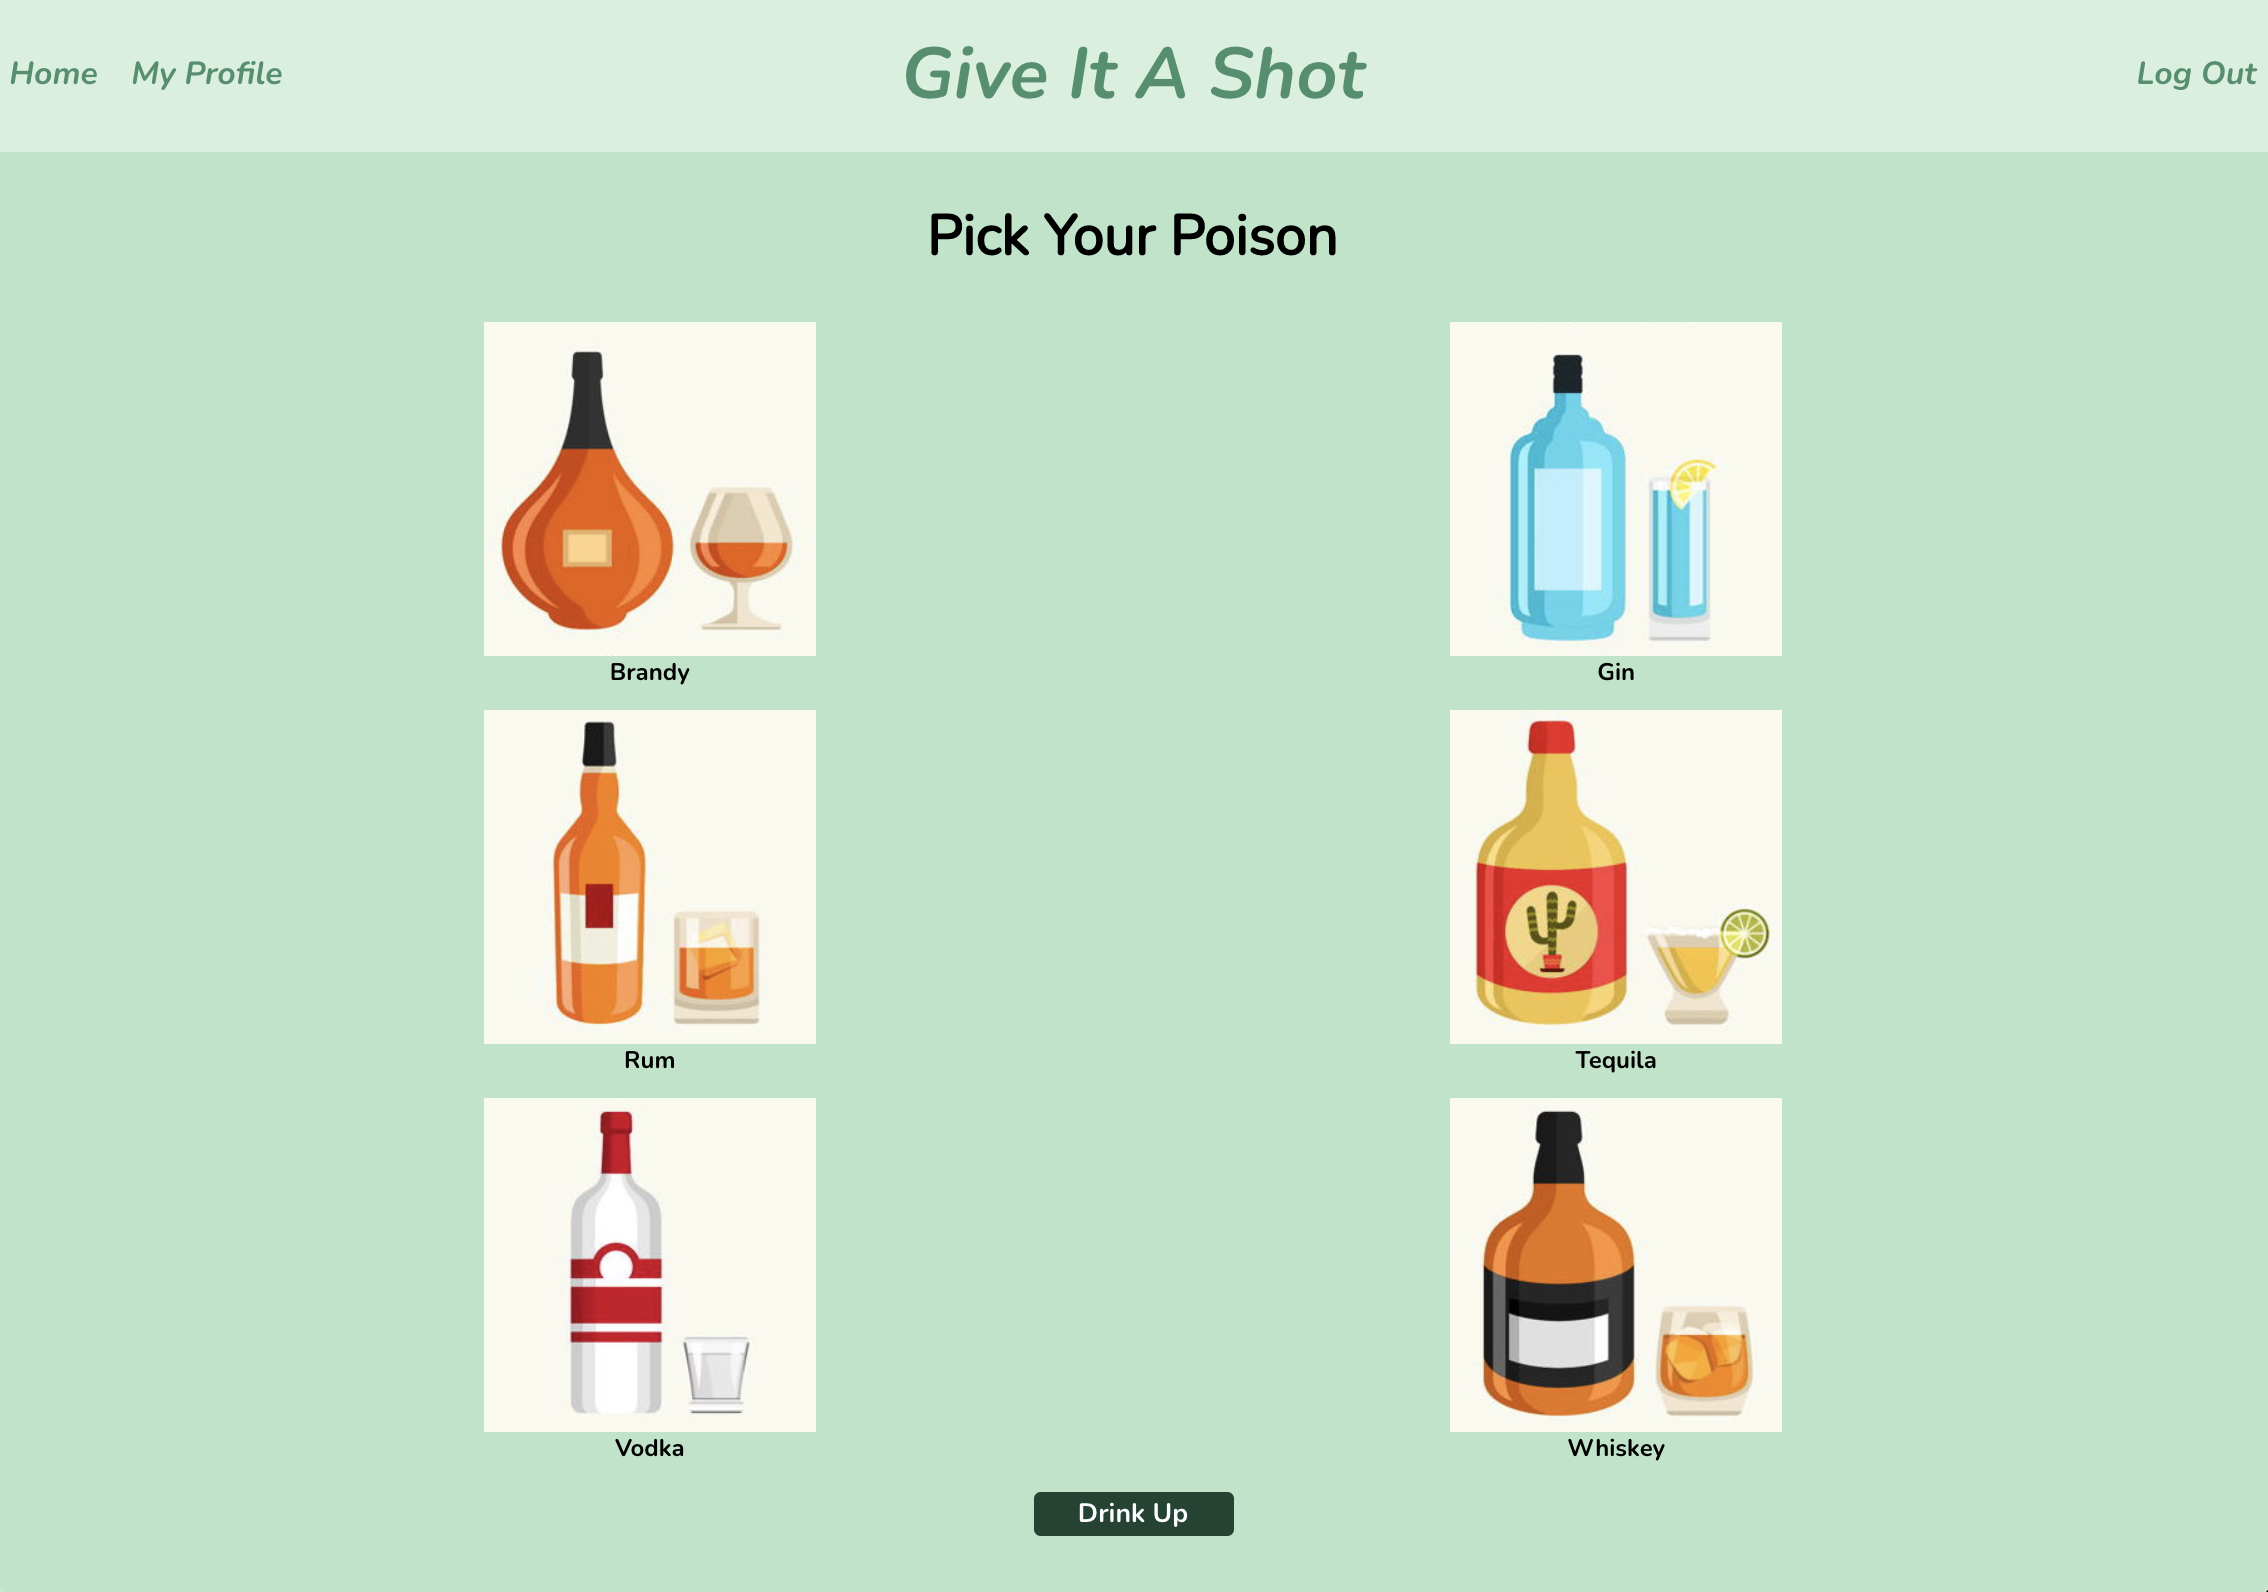 Home My Profile Give It A Shot Log Out
Pick Your Poison
Brandy Gin
Rum Tequila
Vodka Whiskey
Drink Up